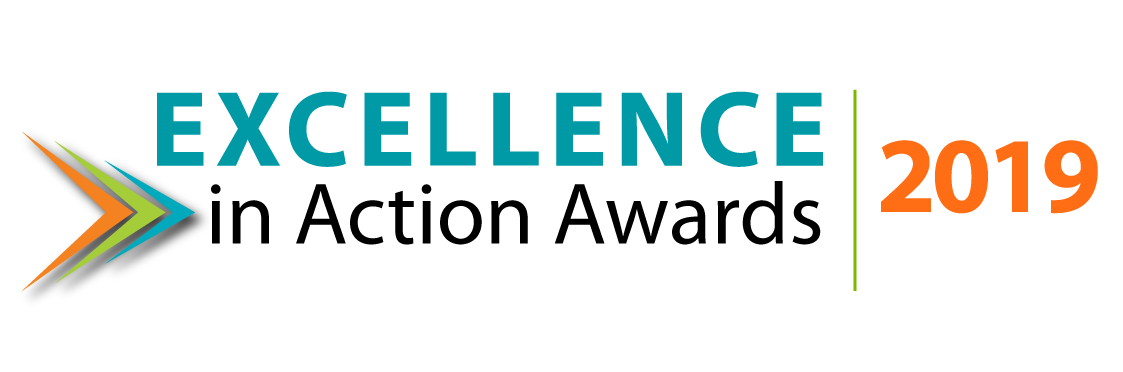 EXCELLENCE
in Action Awards
2019